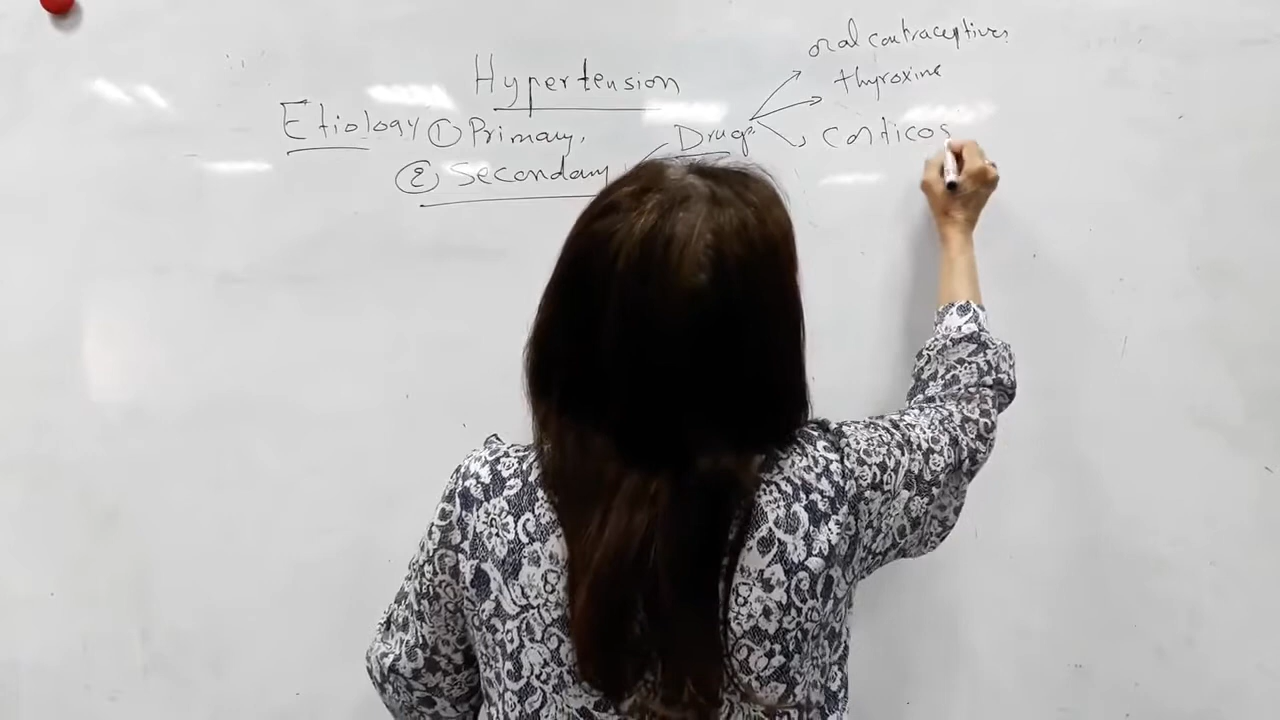 Hypertension
Etiology ① Primary,
② Secondary
Drugs
oral contraceptives
thyroxine
corticos